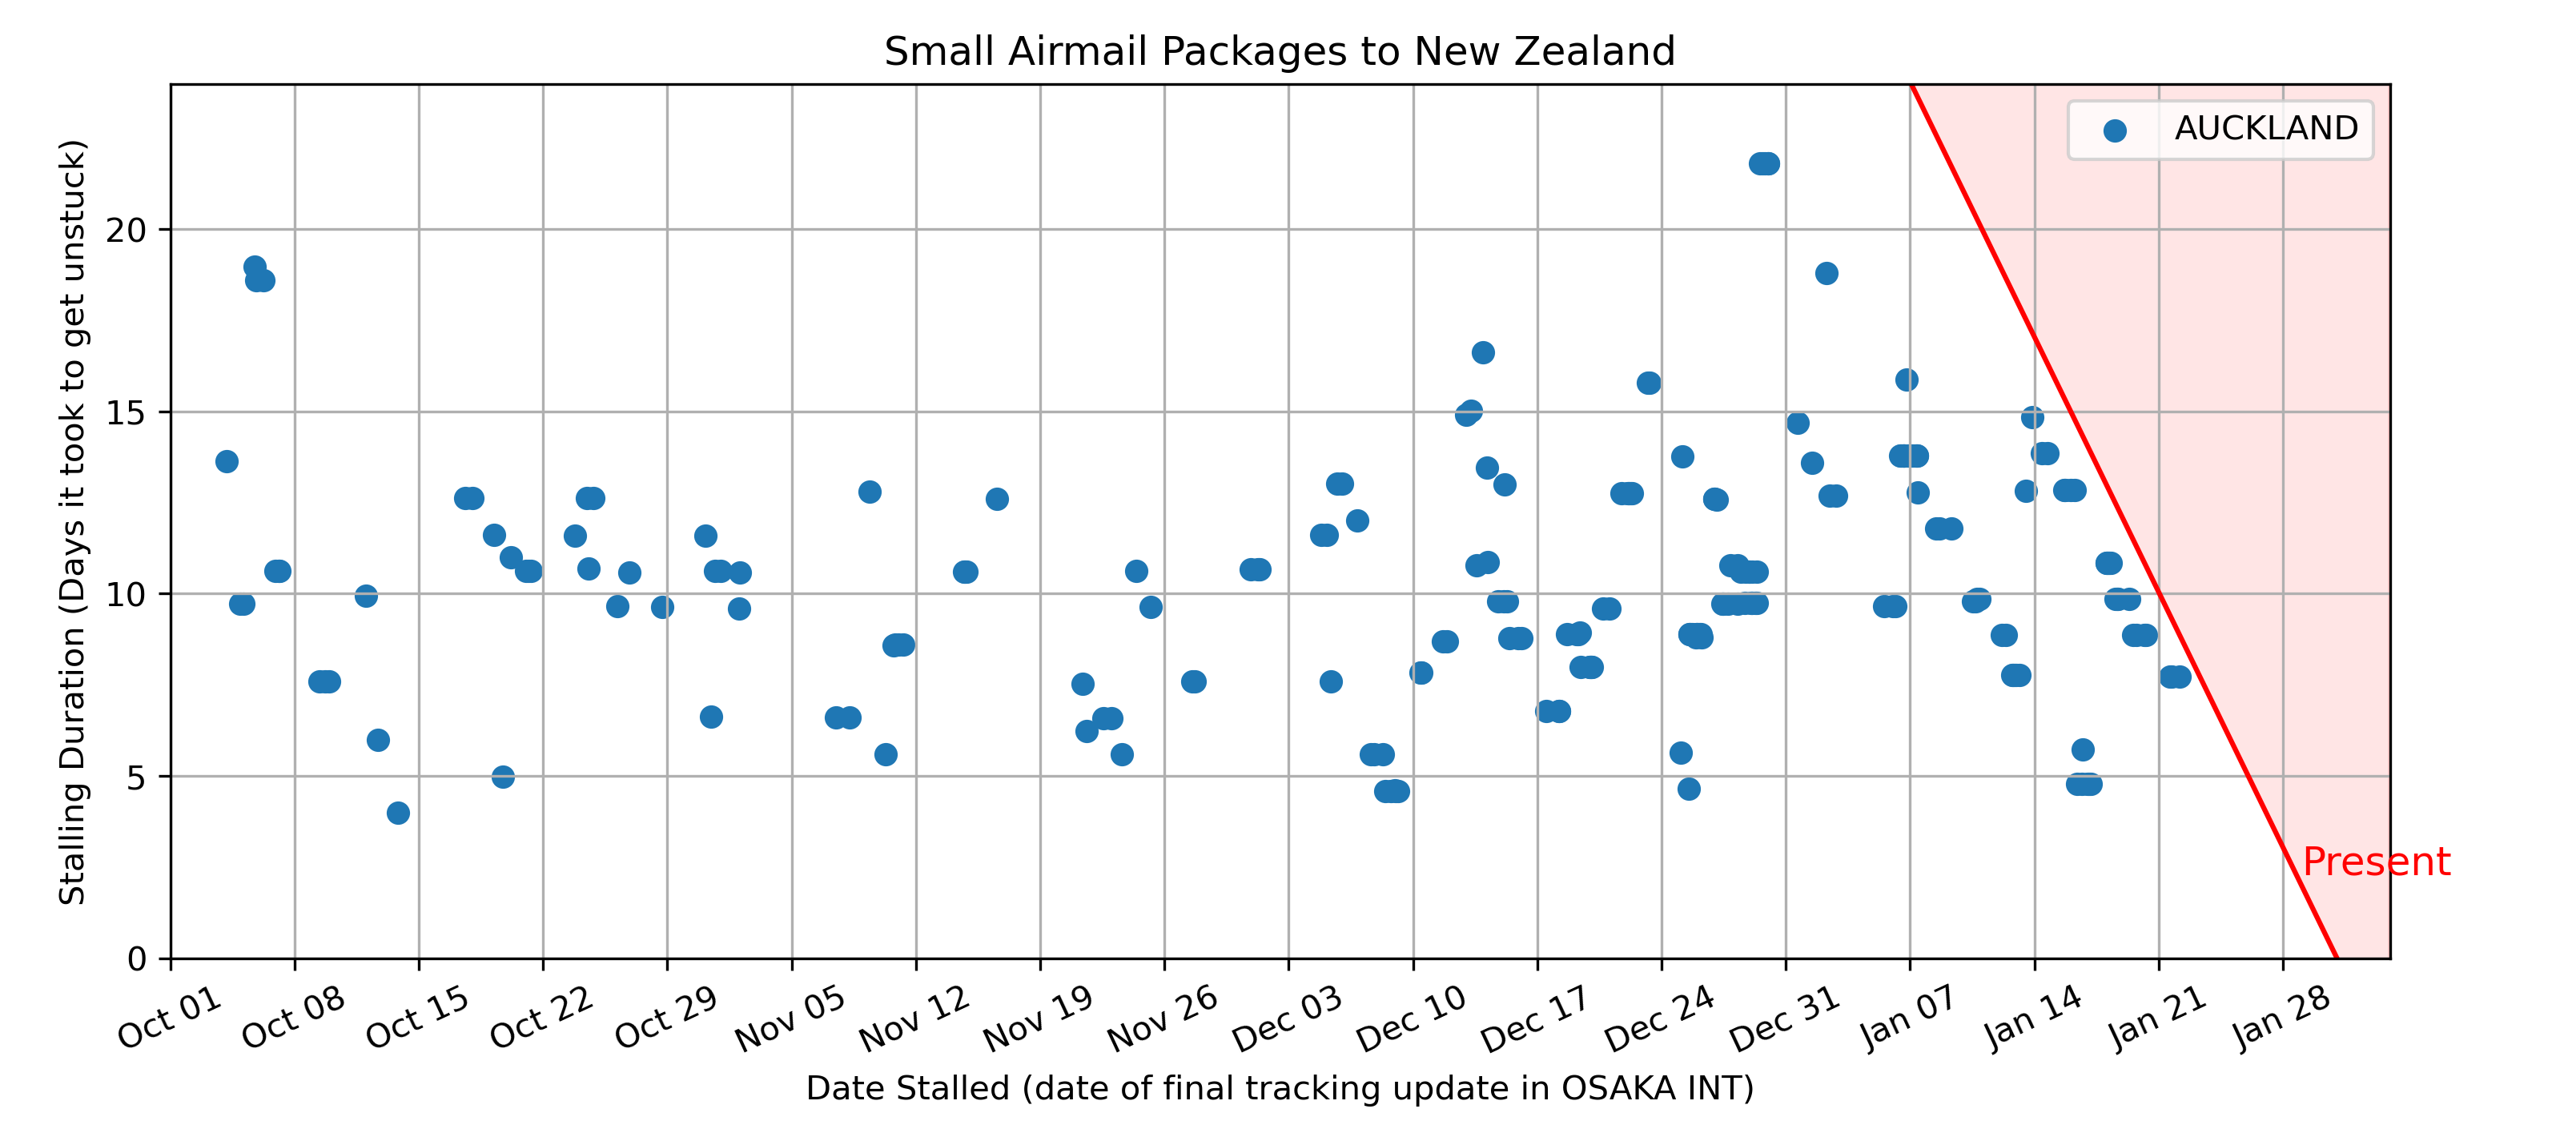 Small Airmail Packages to New Zealand
AUCKLAND
Stalling Duration (Days it took to get unstuck)
20
15
10
5
0
Present
Oct 01 Oct 08 Oct 15 Oct 22 Oct 29 Nov 05 Nov 12 Nov 19 Nov 26 Dec 03 Dec 10 Dec 17 Dec 24 Dec 31 Jan 07 Jan 14 Jan 21 Jan 28
Date Stalled (date of final tracking update in OSAKA INT)